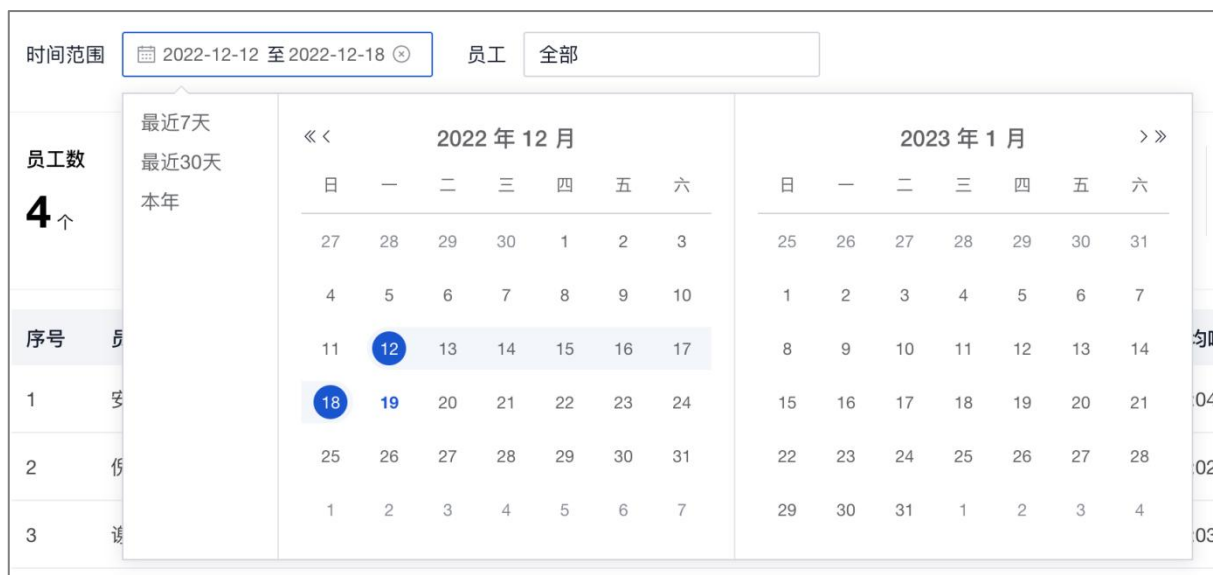 时间范围 2022-12-12 至 2022-12-18 员工 全部
最近7天
最近30天
本年
员工数
4 个
2022 年 12 月
日 一 二 三 四 五 六
27 28 29 30 1 2 3
4 5 6 7 8 9 10
11 12 13 14 15 16 17
18 19 20 21 22 23 24
25 26 27 28 29 30 31
1 2 3 4 5 6 7
2023 年 1 月
日 一 二 三 四 五 六
25 26 27 28 29 30 31
1 2 3 4 5 6 7
8 9 10 11 12 13 14
15 16 17 18 19 20 21
22 23 24 25 26 27 28
29 30 31 1 2 3 4
序号
1
2
3